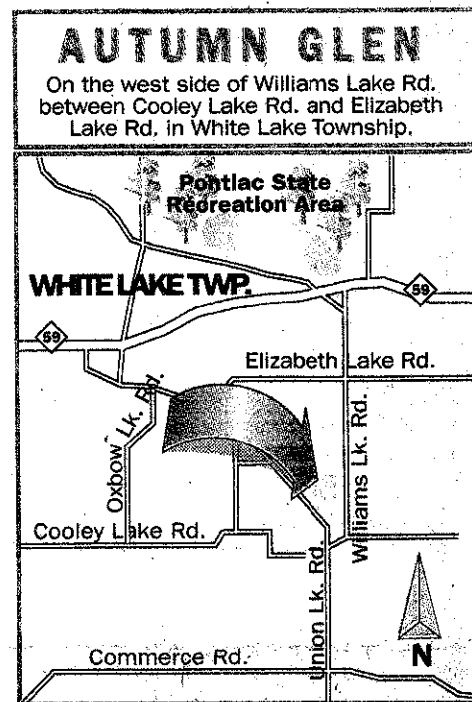 AUTUMN GLEN
On the west side of Williams Lake Rd.
between Cooley Lake Rd. and Elizabeth
Lake Rd. in White Lake Township.
Pontiac State
Recreation Area
WHITE LAKE TWP.
59
59
Elizabeth Lake Rd.
Oxbow Lk. Rd.
Williams Lk. Rd.
Cooley Lake Rd.
Union Lk. Rd.
Commerce Rd.
N